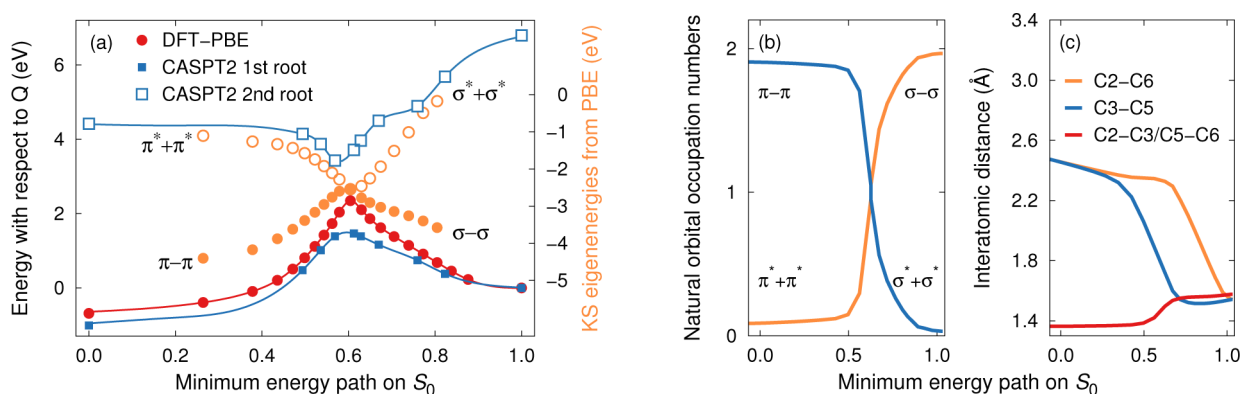 (a)
DFT−PBE
CASPT2 1st root
CASPT2 2nd root
Energy with respect to Q (eV)
6
4
2
0
π*+π*
σ*+σ*
π−π
σ−σ
0
−1
−2
−3
−4
−5
KS eigenenergies from PBE (eV)
0.0 0.2 0.4 0.6 0.8 1.0
Minimum energy path on S0
(b)
Natural orbital occupation numbers
2
1
0
π−π
σ−σ
π*+π*
σ*+σ*
0.0 0.5 1.0
(c)
Interatomic distance (Å)
3.4
3.0
2.6
2.2
1.8
1.4
C2−C6
C3−C5
C2−C3/C5−C6
0.0 0.5 1.0
Minimum energy path on S0